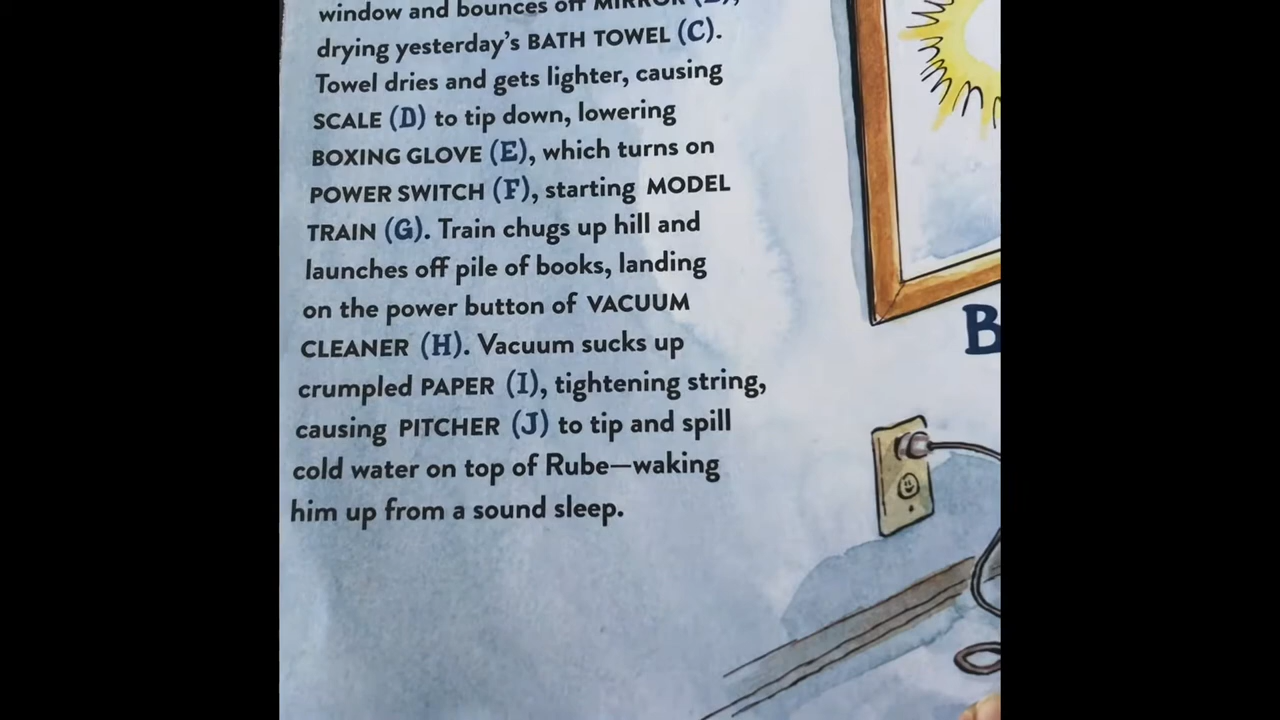 window and bounces off MIRROR (B),
drying yesterday's BATH TOWEL (C).
Towel dries and gets lighter, causing
SCALE (D) to tip down, lowering
BOXING GLOVE (E), which turns on
POWER SWITCH (F), starting MODEL
TRAIN (G). Train chugs up hill and
launches off pile of books, landing
on the power button of VACUUM
CLEANER (H). Vacuum sucks up
crumpled PAPER (I), tightening string,
causing PITCHER (J) to tip and spill
cold water on top of Rube—waking
him up from a sound sleep.
B